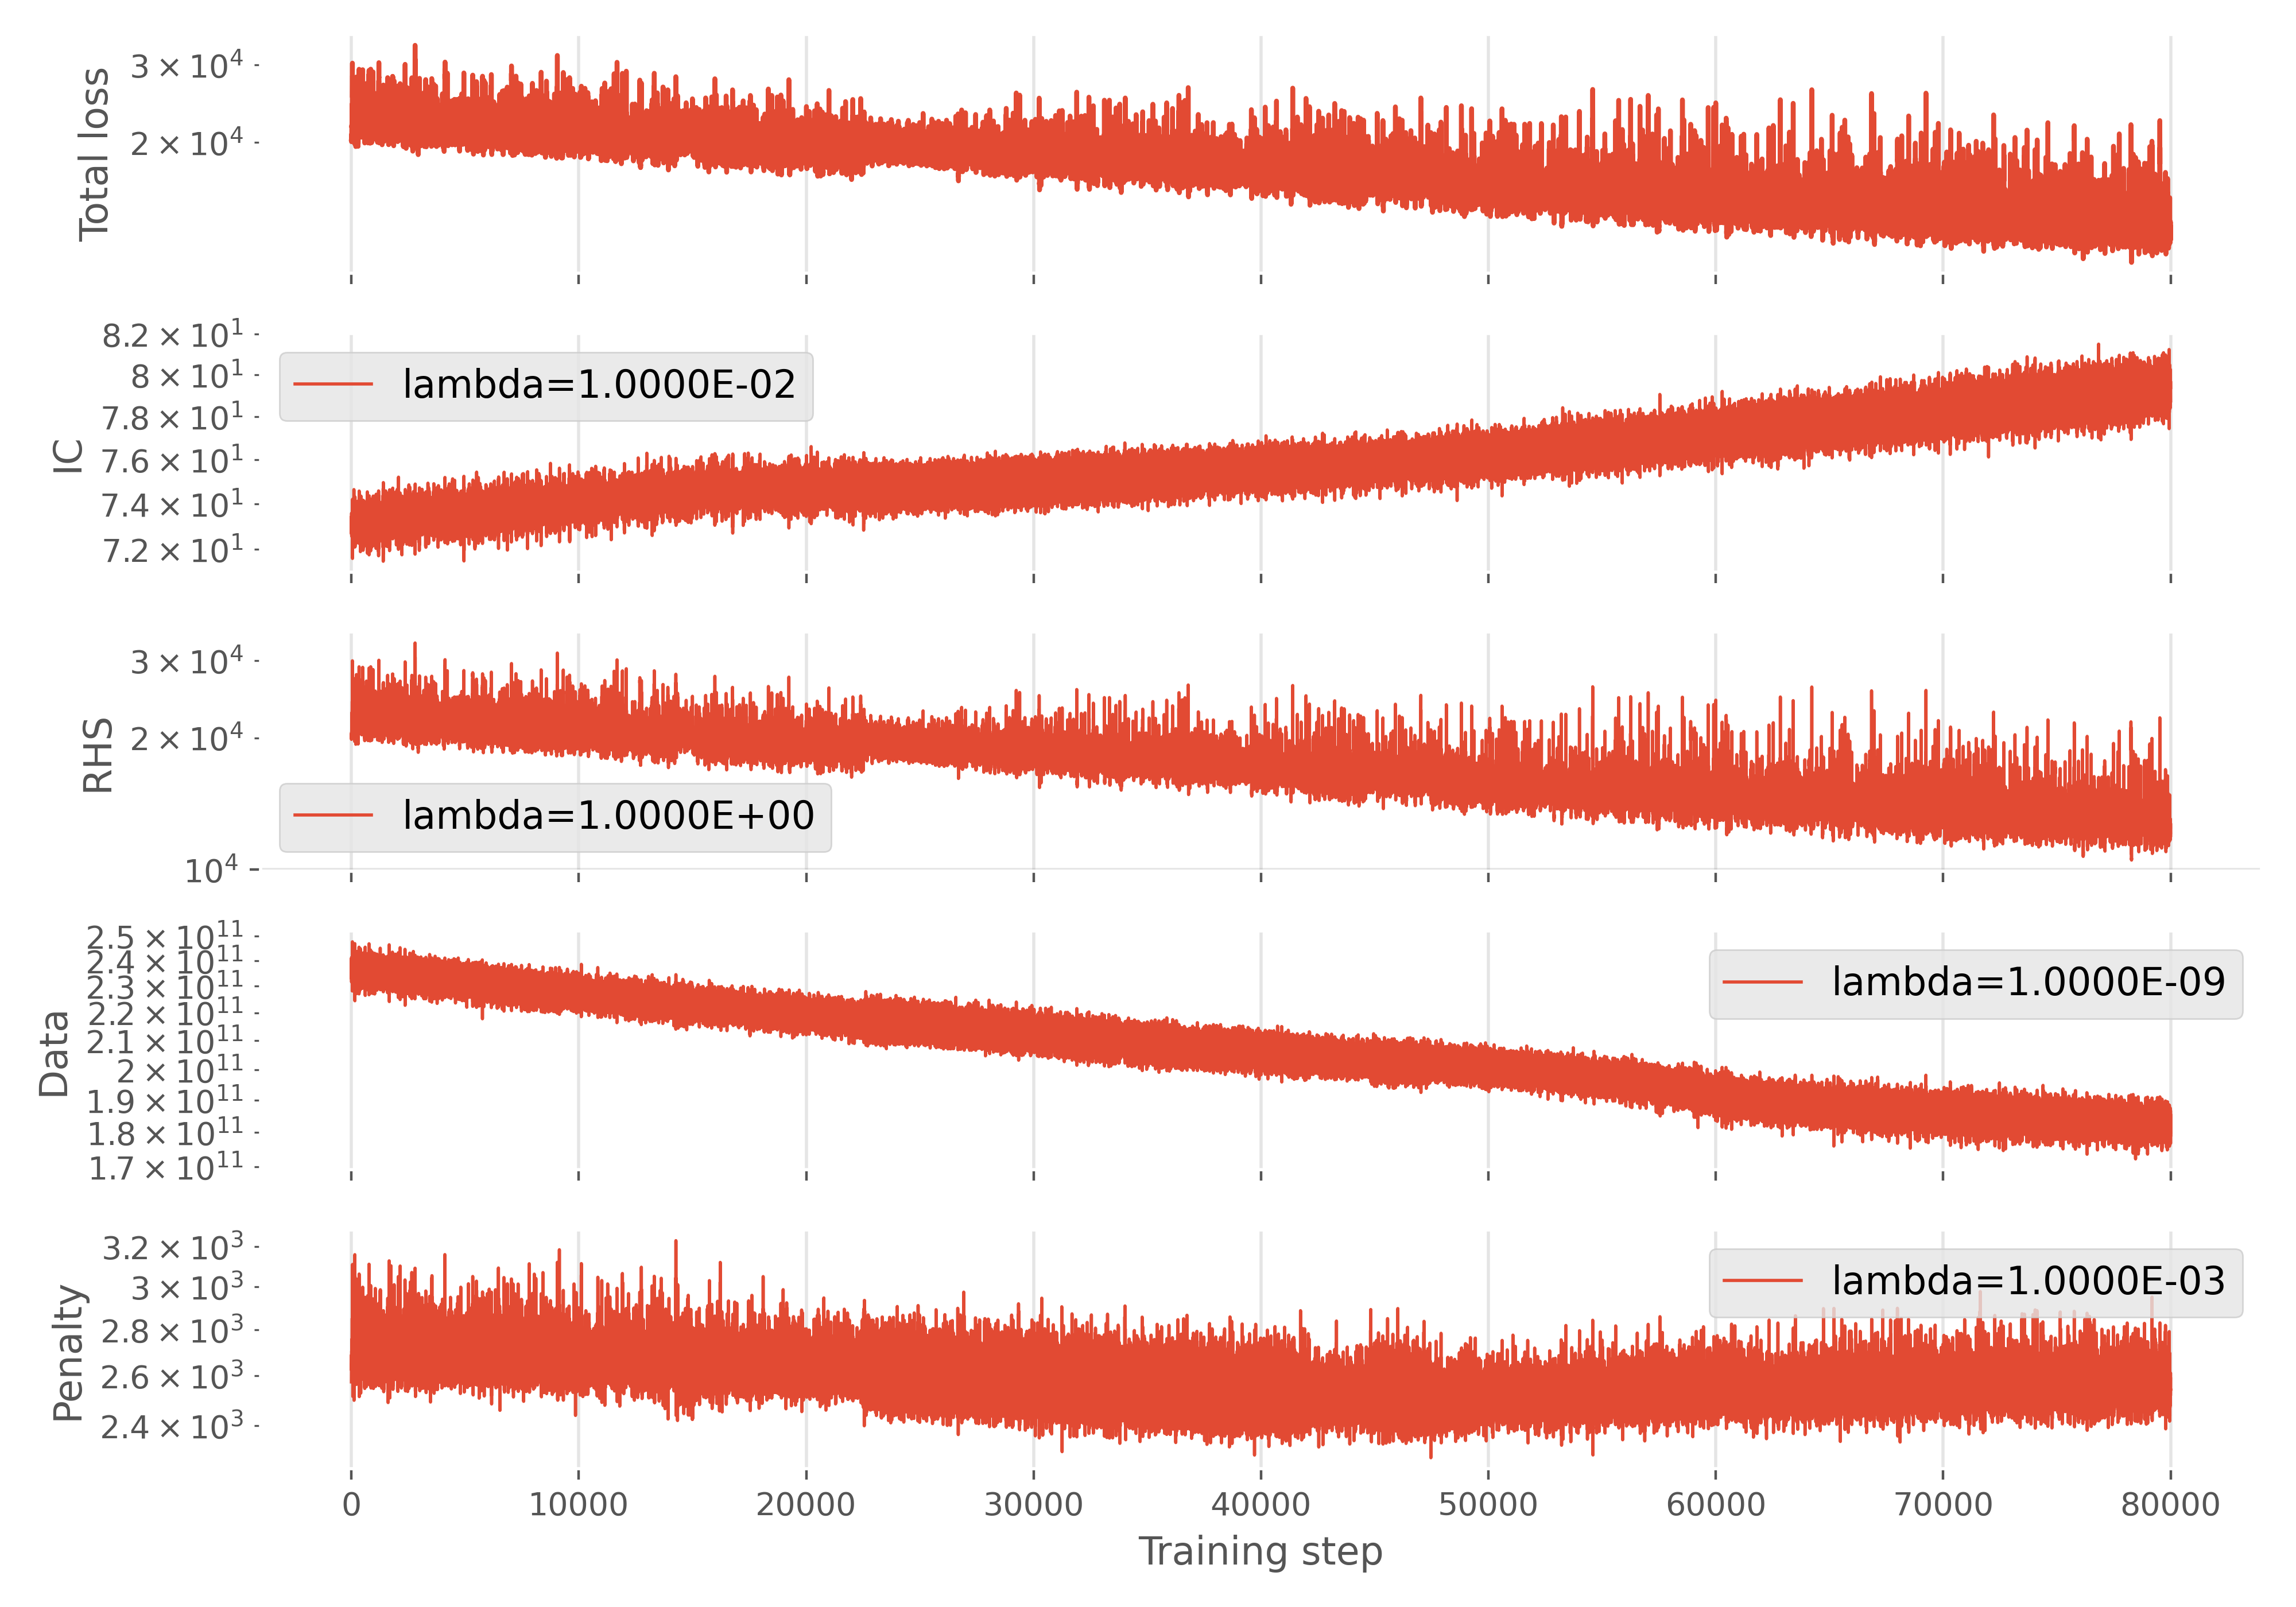 Total loss
3 × 10⁴
2 × 10⁴
IC
8.2 × 10¹
8 × 10¹
7.8 × 10¹
7.6 × 10¹
7.4 × 10¹
7.2 × 10¹
lambda=1.0000E-02
RHS
3 × 10⁴
2 × 10⁴
10⁴
lambda=1.0000E+00
Data
2.5 × 10¹¹
2.4 × 10¹¹
2.3 × 10¹¹
2.2 × 10¹¹
2.1 × 10¹¹
2 × 10¹¹
1.9 × 10¹¹
1.8 × 10¹¹
1.7 × 10¹¹
lambda=1.0000E-09
Penalty
3.2 × 10³
3 × 10³
2.8 × 10³
2.6 × 10³
2.4 × 10³
lambda=1.0000E-03
0 10000 20000 30000 40000 50000 60000 70000 80000
Training step